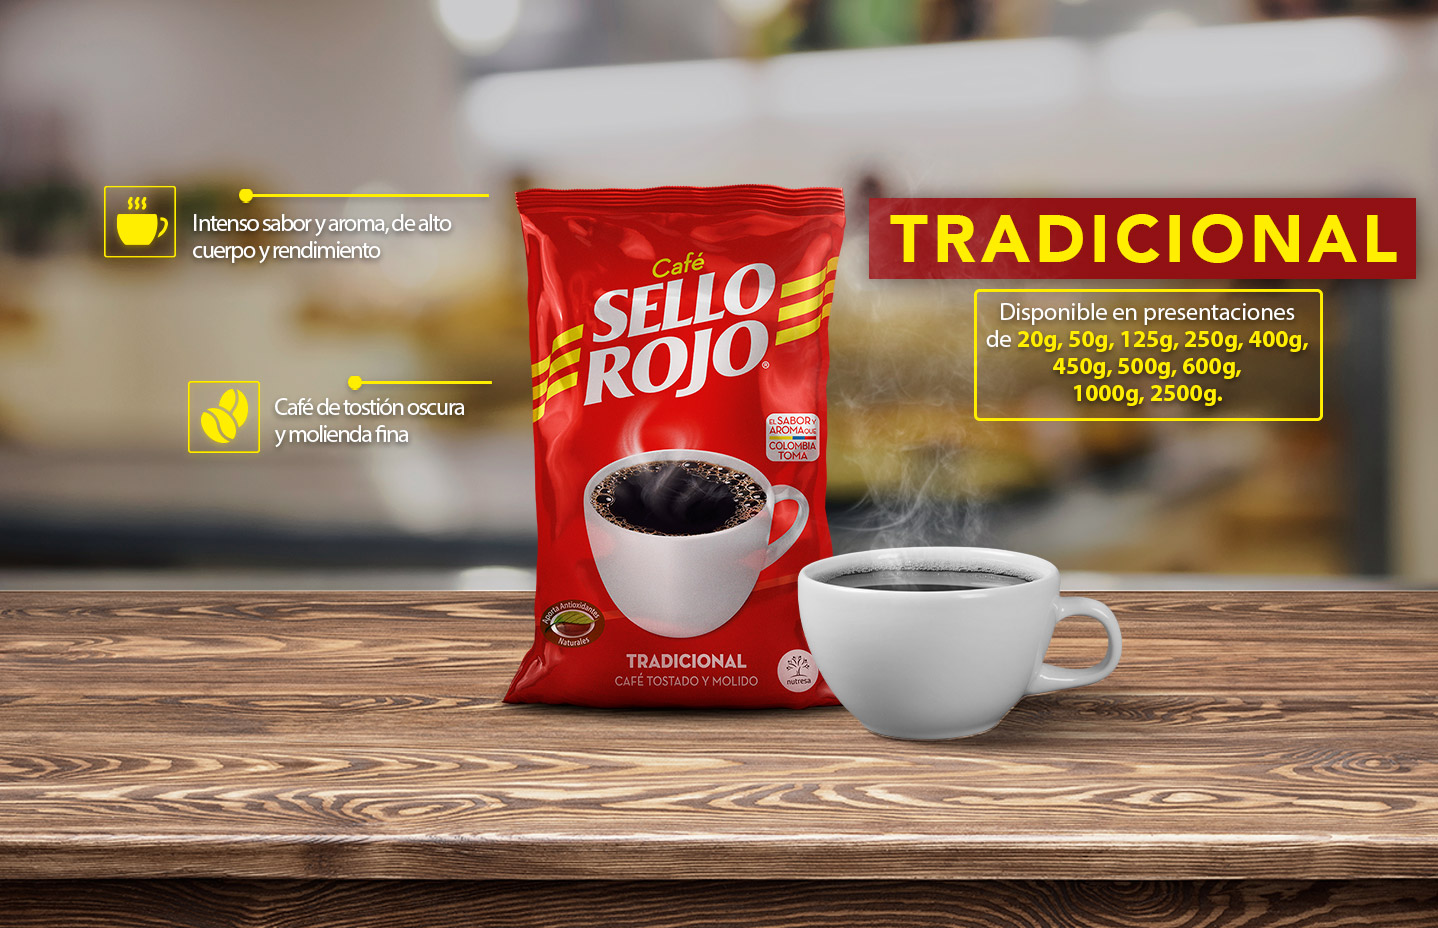 Intenso sabor y aroma, de alto
cuerpo y rendimiento
Café de tostión oscura
y molienda fina
Café
SELLO
ROJO®
EL SABOR Y
AROMA QUE
COLOMBIA
TOMA
Aporta Antioxidantes
Naturales
TRADICIONAL
CAFÉ TOSTADO Y MOLIDO
nutresa
TRADICIONAL
Disponible en presentaciones
de 20g, 50g, 125g, 250g, 400g,
450g, 500g, 600g,
1000g, 2500g.